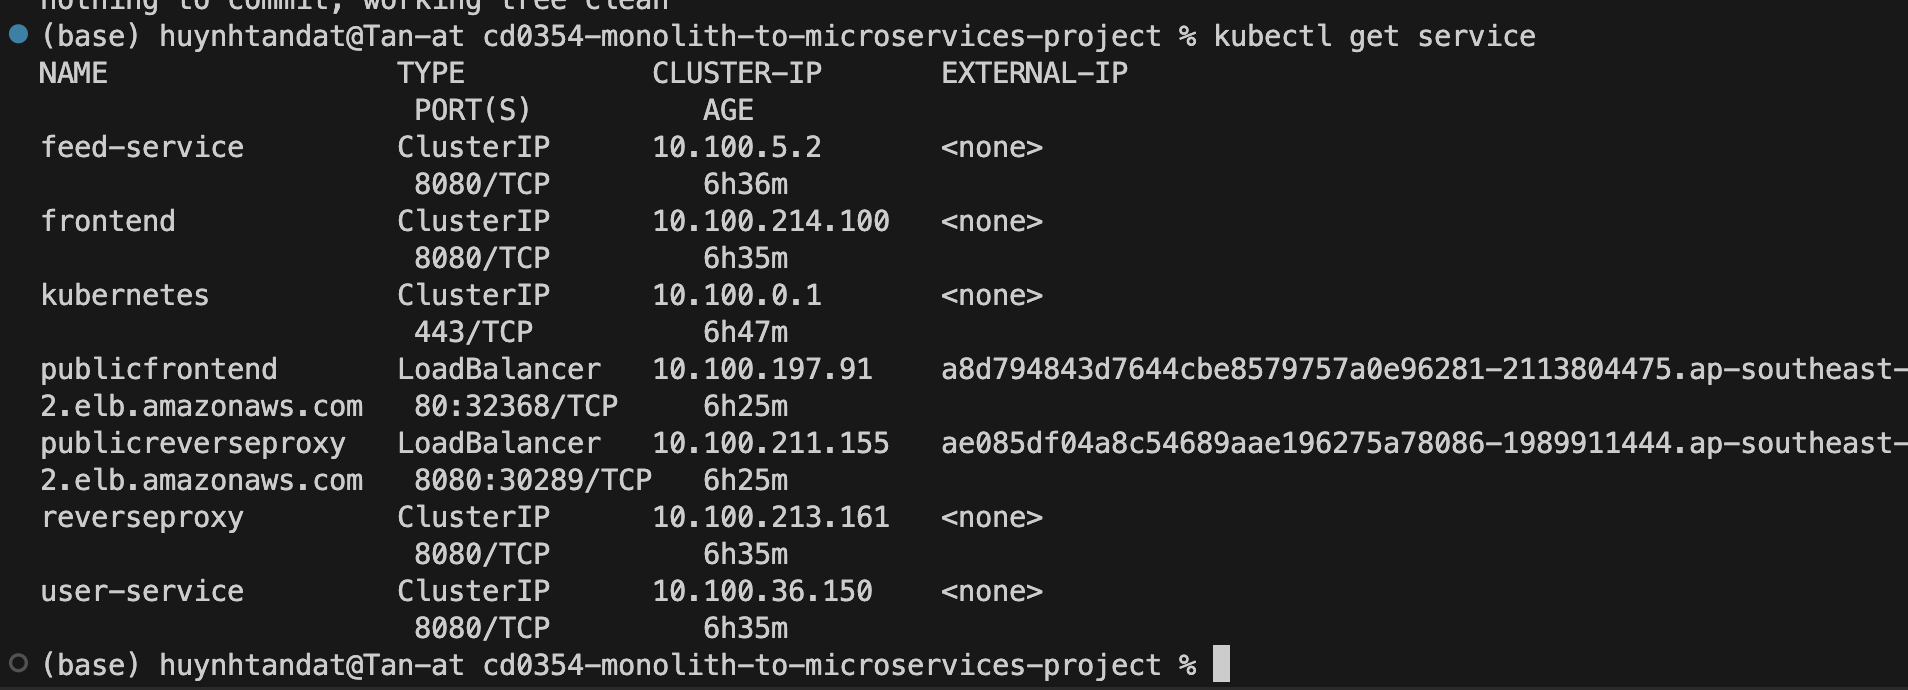 nothing to commit, working tree clean
(base) huynhtandat@Tan-at cd0354-monolith-to-microservices-project % kubectl get service
NAME TYPE CLUSTER-IP EXTERNAL-IP
PORT(S) AGE
feed-service ClusterIP 10.100.5.2 <none>
8080/TCP 6h36m
frontend ClusterIP 10.100.214.100 <none>
8080/TCP 6h35m
kubernetes ClusterIP 10.100.0.1 <none>
443/TCP 6h47m
publicfrontend LoadBalancer 10.100.197.91 a8d794843d7644cbe8579757a0e96281-2113804475.ap-southeast-
2.elb.amazonaws.com 80:32368/TCP 6h25m
publicreverseproxy LoadBalancer 10.100.211.155 ae085df04a8c54689aae196275a78086-1989911444.ap-southeast-
2.elb.amazonaws.com 8080:30289/TCP 6h25m
reverseproxy ClusterIP 10.100.213.161 <none>
8080/TCP 6h35m
user-service ClusterIP 10.100.36.150 <none>
8080/TCP 6h35m
(base) huynhtandat@Tan-at cd0354-monolith-to-microservices-project %